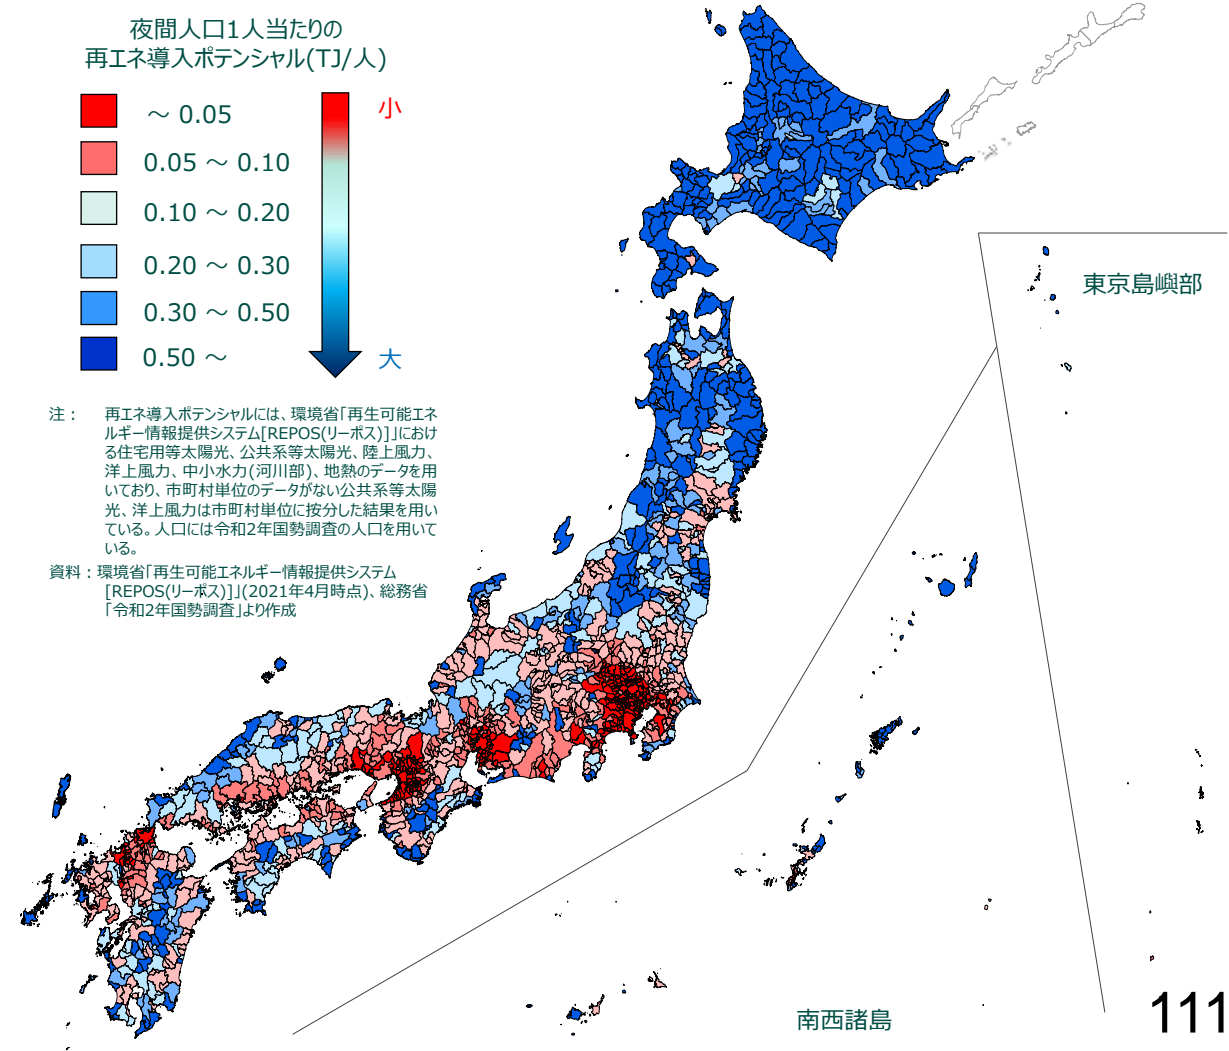 夜間人口1人当たりの
再エネ導入ポテンシャル(TJ/人)
～ 0.05
0.05 ～ 0.10
0.10 ～ 0.20
0.20 ～ 0.30
0.30 ～ 0.50
0.50 ～
小
大
注： 再エネ導入ポテンシャルには、環境省「再生可能エネ
ルギー情報提供システム[REPOS(リーポス)]」におけ
る住宅用等太陽光、公共系等太陽光、陸上風力、
洋上風力、中小水力(河川部)、地熱のデータを用
いており、市町村単位のデータがない公共系等太陽
光、洋上風力は市町村単位に按分した結果を用い
ている。人口には令和2年国勢調査の人口を用いて
いる。
資料：環境省「再生可能エネルギー情報提供システム
[REPOS(リーポス)]」(2021年4月時点)、総務省
「令和2年国勢調査」より作成
東京島嶼部
南西諸島
111